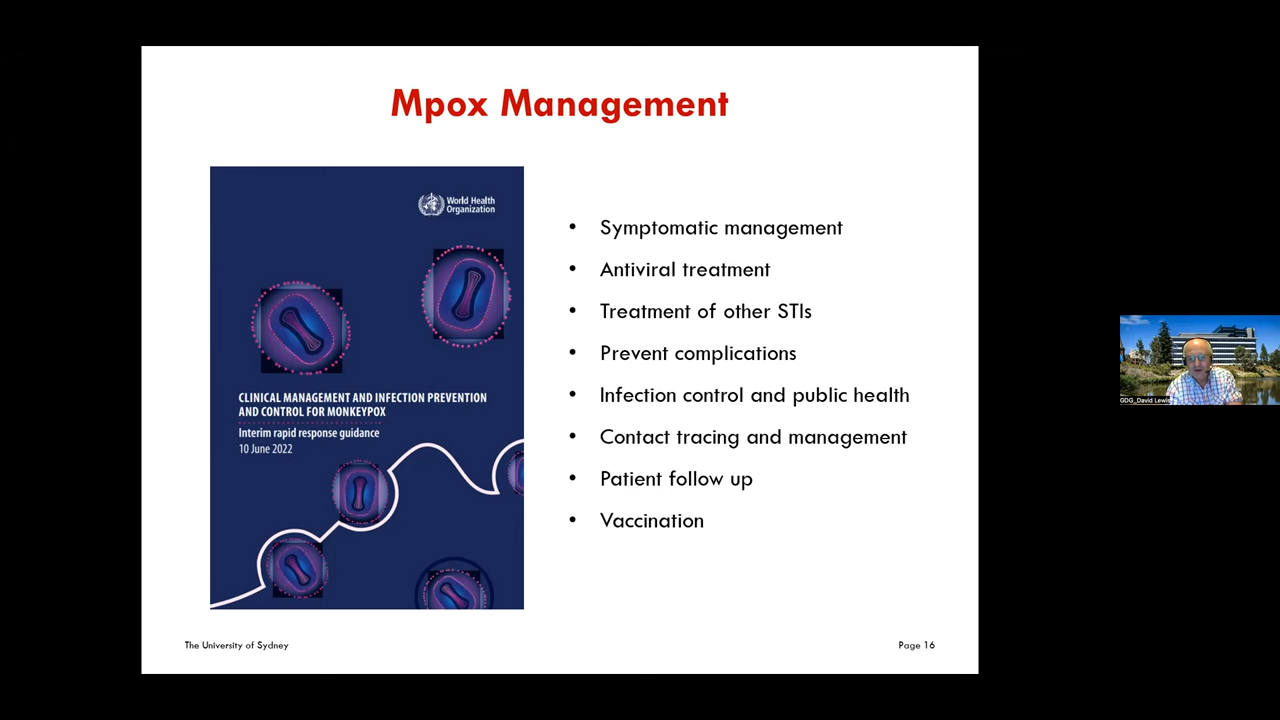 Mpox Management
World Health
Organization
CLINICAL MANAGEMENT AND INFECTION PREVENTION
AND CONTROL FOR MONKEYPOX
Interim rapid response guidance
10 June 2022
• Symptomatic management
• Antiviral treatment
• Treatment of other STIs
• Prevent complications
• Infection control and public health
• Contact tracing and management
• Patient follow up
• Vaccination
The University of Sydney
Page 16
GDG_David Lewis